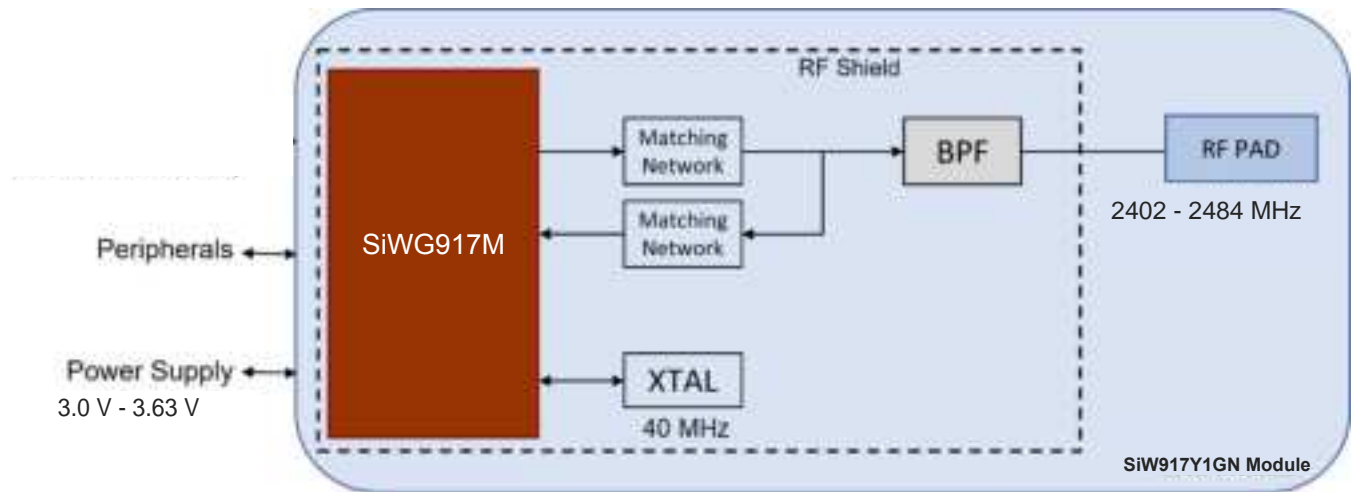 RF Shield
Matching
Network
BPF
RF PAD
2402 - 2484 MHz
Matching
Network
SiWG917M
Peripherals
Power Supply
3.0 V - 3.63 V
XTAL
40 MHz
SiW917Y1GN Module